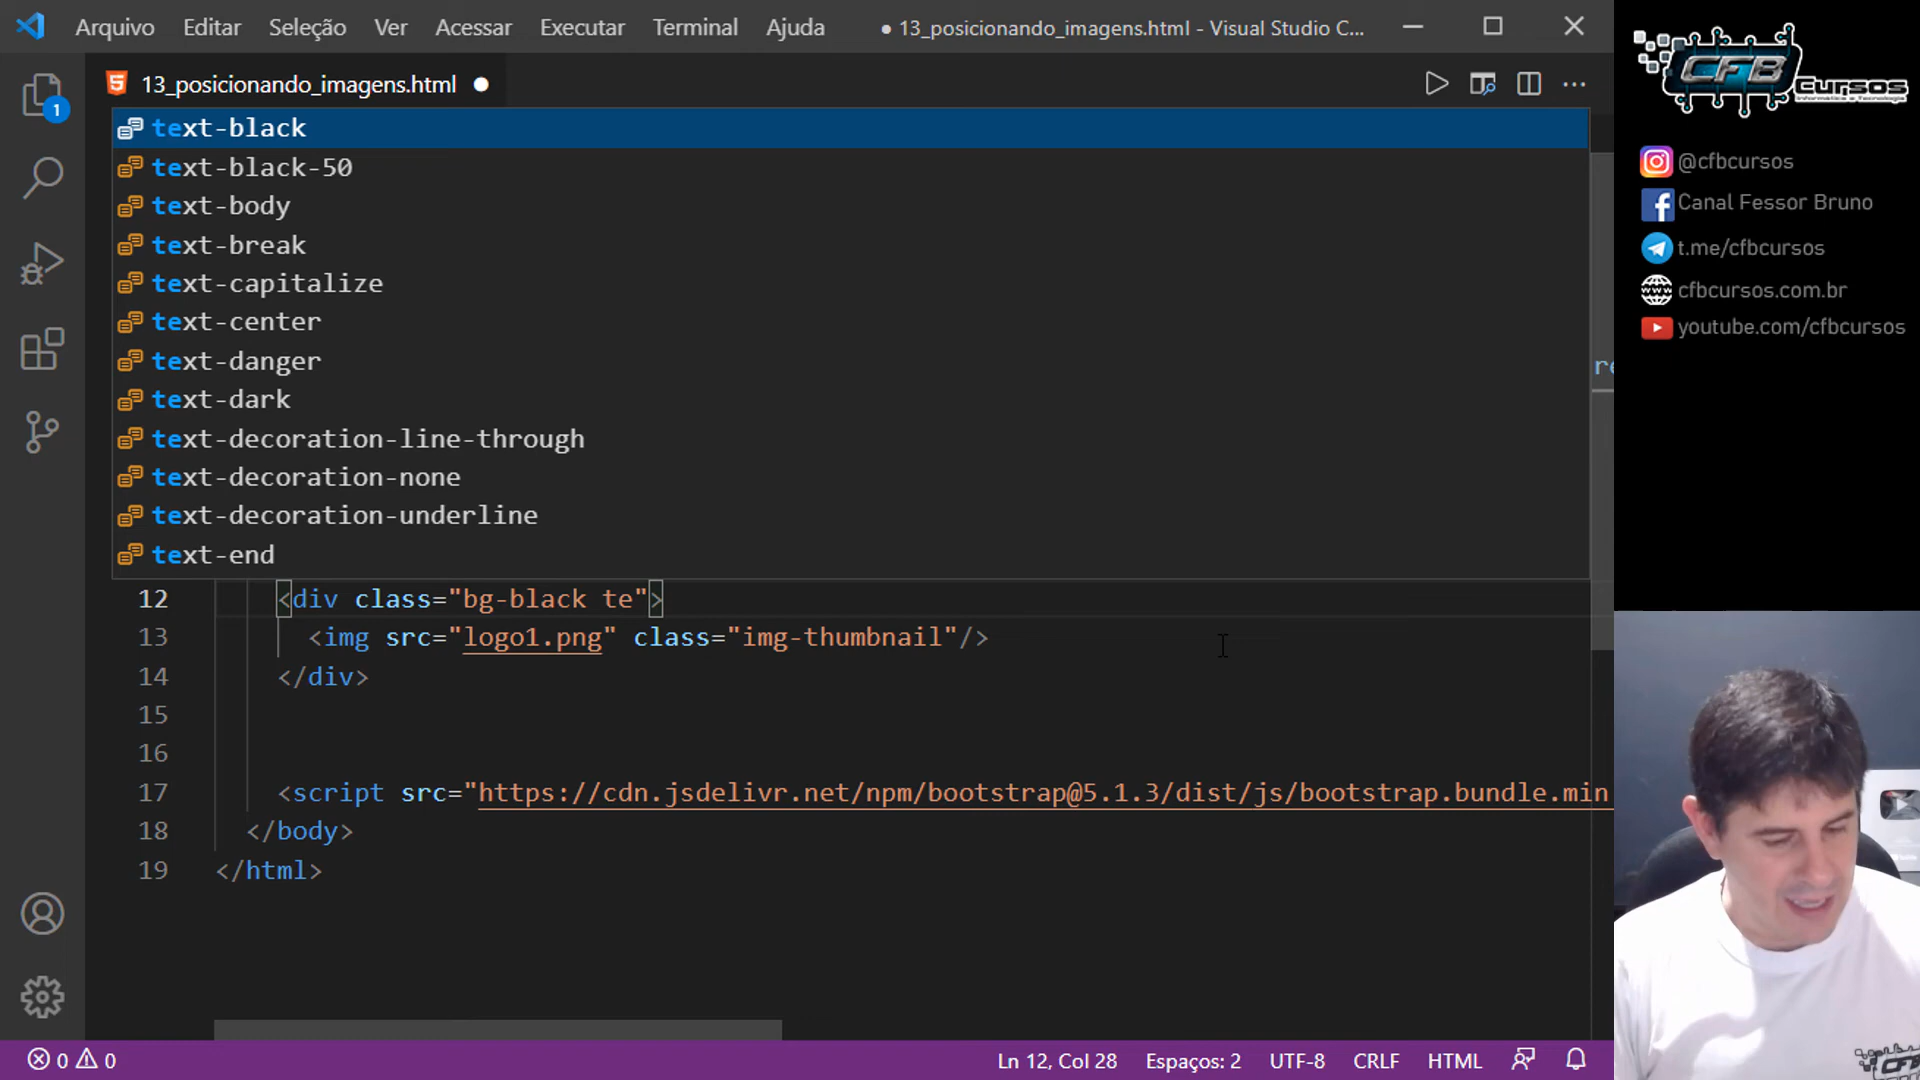 Arquivo Editar Seleção Ver Acessar Executar Terminal Ajuda ● 13_posicionando_imagens.html - Visual Studio C...
13_posicionando_imagens.html
1
text-black
text-black-50
text-body
text-break
text-capitalize
text-center
text-danger
text-dark
text-decoration-line-through
text-decoration-none
text-decoration-underline
text-end
re
12 <div class="bg-black te">
13 <img src="logo1.png" class="img-thumbnail"/>
14 </div>
15
16
17 <script src="https://cdn.jsdelivr.net/npm/bootstrap@5.1.3/dist/js/bootstrap.bundle.min
18 </body>
19 </html>
0 0 Ln 12, Col 28 Espaços: 2 UTF-8 CRLF HTML
CFB Cursos
Informática e Tecnologia
@cfbcursos
Canal Fessor Bruno
t.me/cfbcursos
www cfbcursos.com.br
youtube.com/cfbcursos